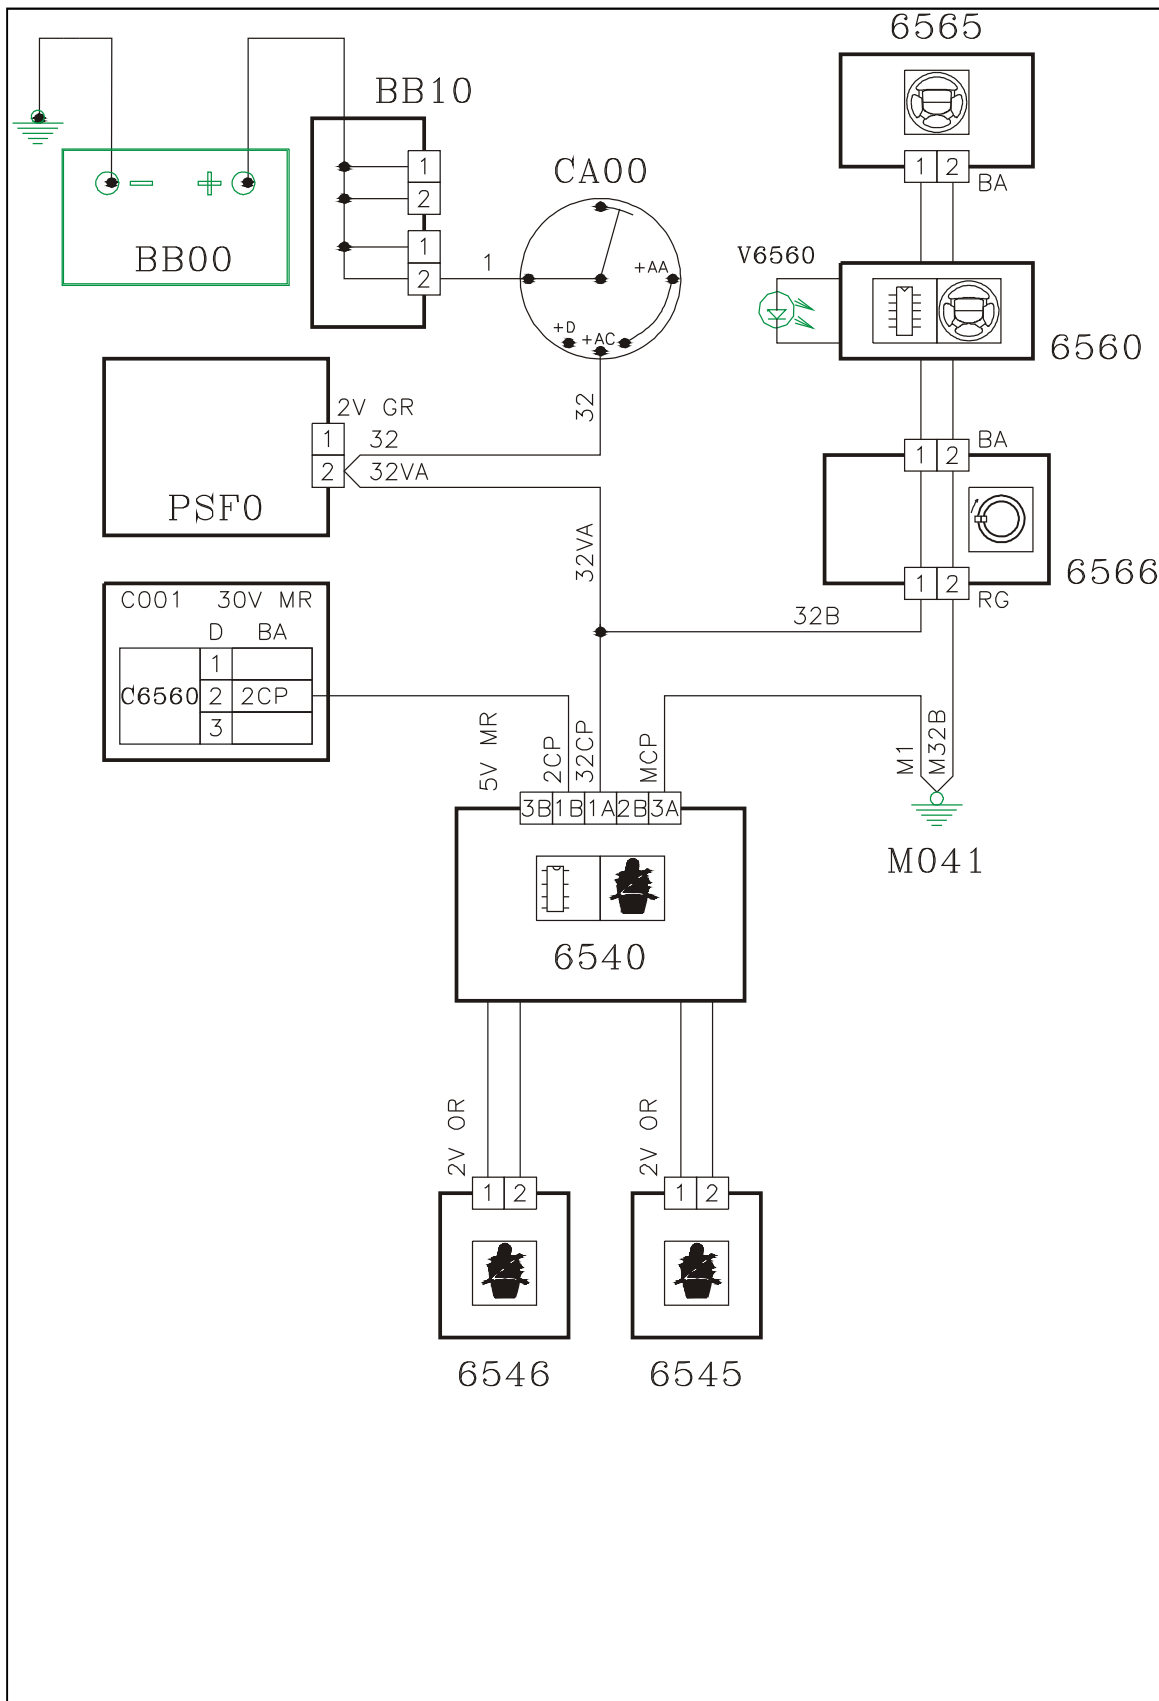 6565
BB10
1
2
1
2
CA00
1 2
BA
BB00
1
+AA
+D
+AC
V6560
6560
2V GR
1
2
32
32VA
32
PSF0
BA
1 2
6566
1 2
RG
32VA
32B
C001 30V MR
D BA
C6560
1
2 2CP
3
5V MR
2CP
32CP
MCP
M1
M32B
3B 1B 1A 2B 3A
M041
6540
2V OR
2V OR
1 2
1 2
6546
6545